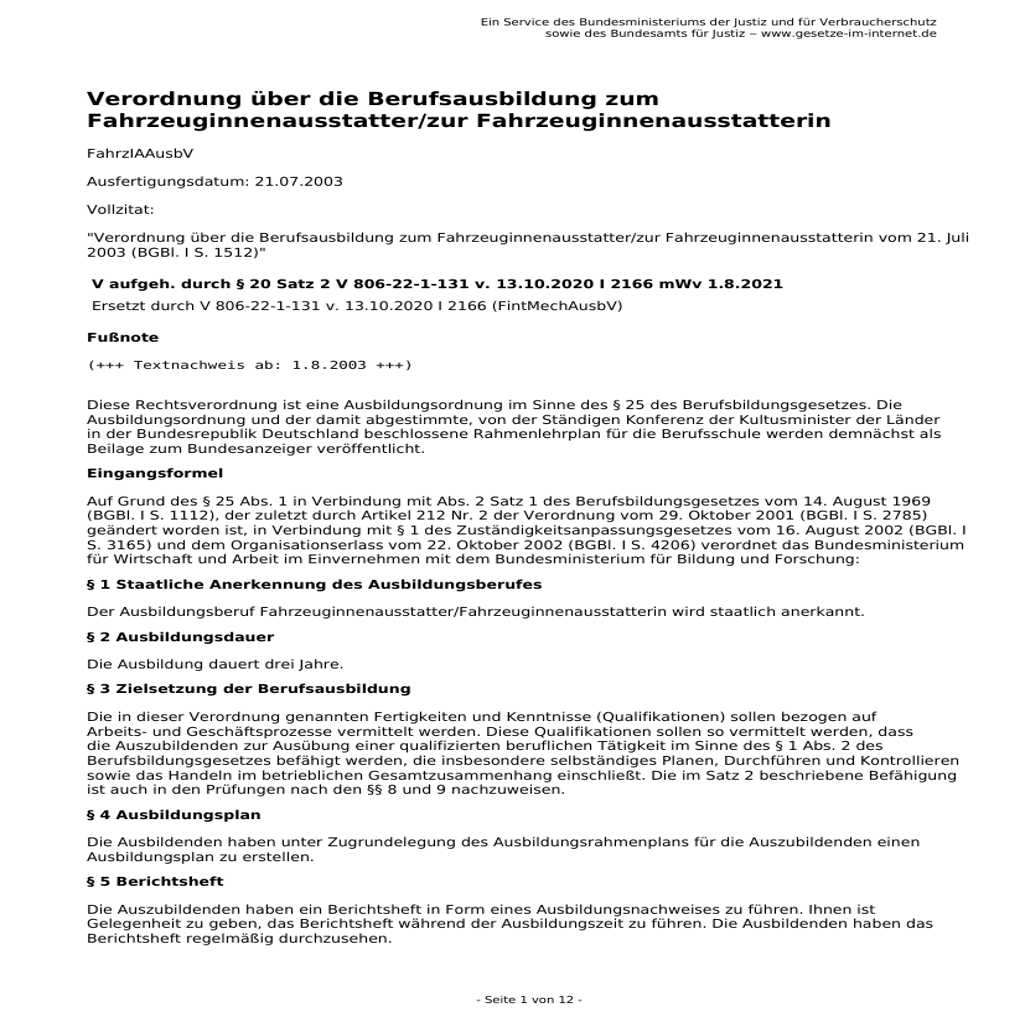 Ein Service des Bundesministeriums der Justiz und für Verbraucherschutz
sowie des Bundesamts für Justiz ‒ www.gesetze-im-internet.de
Verordnung über die Berufsausbildung zum
Fahrzeuginnenausstatter/zur Fahrzeuginnenausstatterin
FahrzIAAusbV
Ausfertigungsdatum: 21.07.2003
Vollzitat:
"Verordnung über die Berufsausbildung zum Fahrzeuginnenausstatter/zur Fahrzeuginnenausstatterin vom 21. Juli
2003 (BGBl. I S. 1512)"
V aufgeh. durch § 20 Satz 2 V 806-22-1-131 v. 13.10.2020 I 2166 mWv 1.8.2021
Ersetzt durch V 806-22-1-131 v. 13.10.2020 I 2166 (FintMechAusbV)
Fußnote
(+++ Textnachweis ab: 1.8.2003 +++)
Diese Rechtsverordnung ist eine Ausbildungsordnung im Sinne des § 25 des Berufsbildungsgesetzes. Die
Ausbildungsordnung und der damit abgestimmte, von der Ständigen Konferenz der Kultusminister der Länder
in der Bundesrepublik Deutschland beschlossene Rahmenlehrplan für die Berufsschule werden demnächst als
Beilage zum Bundesanzeiger veröffentlicht.
Eingangsformel
Auf Grund des § 25 Abs. 1 in Verbindung mit Abs. 2 Satz 1 des Berufsbildungsgesetzes vom 14. August 1969
(BGBl. I S. 1112), der zuletzt durch Artikel 212 Nr. 2 der Verordnung vom 29. Oktober 2001 (BGBl. I S. 2785)
geändert worden ist, in Verbindung mit § 1 des Zuständigkeitsanpassungsgesetzes vom 16. August 2002 (BGBl. I
S. 3165) und dem Organisationserlass vom 22. Oktober 2002 (BGBl. I S. 4206) verordnet das Bundesministerium
für Wirtschaft und Arbeit im Einvernehmen mit dem Bundesministerium für Bildung und Forschung:
§ 1 Staatliche Anerkennung des Ausbildungsberufes
Der Ausbildungsberuf Fahrzeuginnenausstatter/Fahrzeuginnenausstatterin wird staatlich anerkannt.
§ 2 Ausbildungsdauer
Die Ausbildung dauert drei Jahre.
§ 3 Zielsetzung der Berufsausbildung
Die in dieser Verordnung genannten Fertigkeiten und Kenntnisse (Qualifikationen) sollen bezogen auf
Arbeits- und Geschäftsprozesse vermittelt werden. Diese Qualifikationen sollen so vermittelt werden, dass
die Auszubildenden zur Ausübung einer qualifizierten beruflichen Tätigkeit im Sinne des § 1 Abs. 2 des
Berufsbildungsgesetzes befähigt werden, die insbesondere selbständiges Planen, Durchführen und Kontrollieren
sowie das Handeln im betrieblichen Gesamtzusammenhang einschließt. Die im Satz 2 beschriebene Befähigung
ist auch in den Prüfungen nach den §§ 8 und 9 nachzuweisen.
§ 4 Ausbildungsplan
Die Ausbildenden haben unter Zugrundelegung des Ausbildungsrahmenplans für die Auszubildenden einen
Ausbildungsplan zu erstellen.
§ 5 Berichtsheft
Die Auszubildenden haben ein Berichtsheft in Form eines Ausbildungsnachweises zu führen. Ihnen ist
Gelegenheit zu geben, das Berichtsheft während der Ausbildungszeit zu führen. Die Ausbildenden haben das
Berichtsheft regelmäßig durchzusehen.
- Seite 1 von 12 -